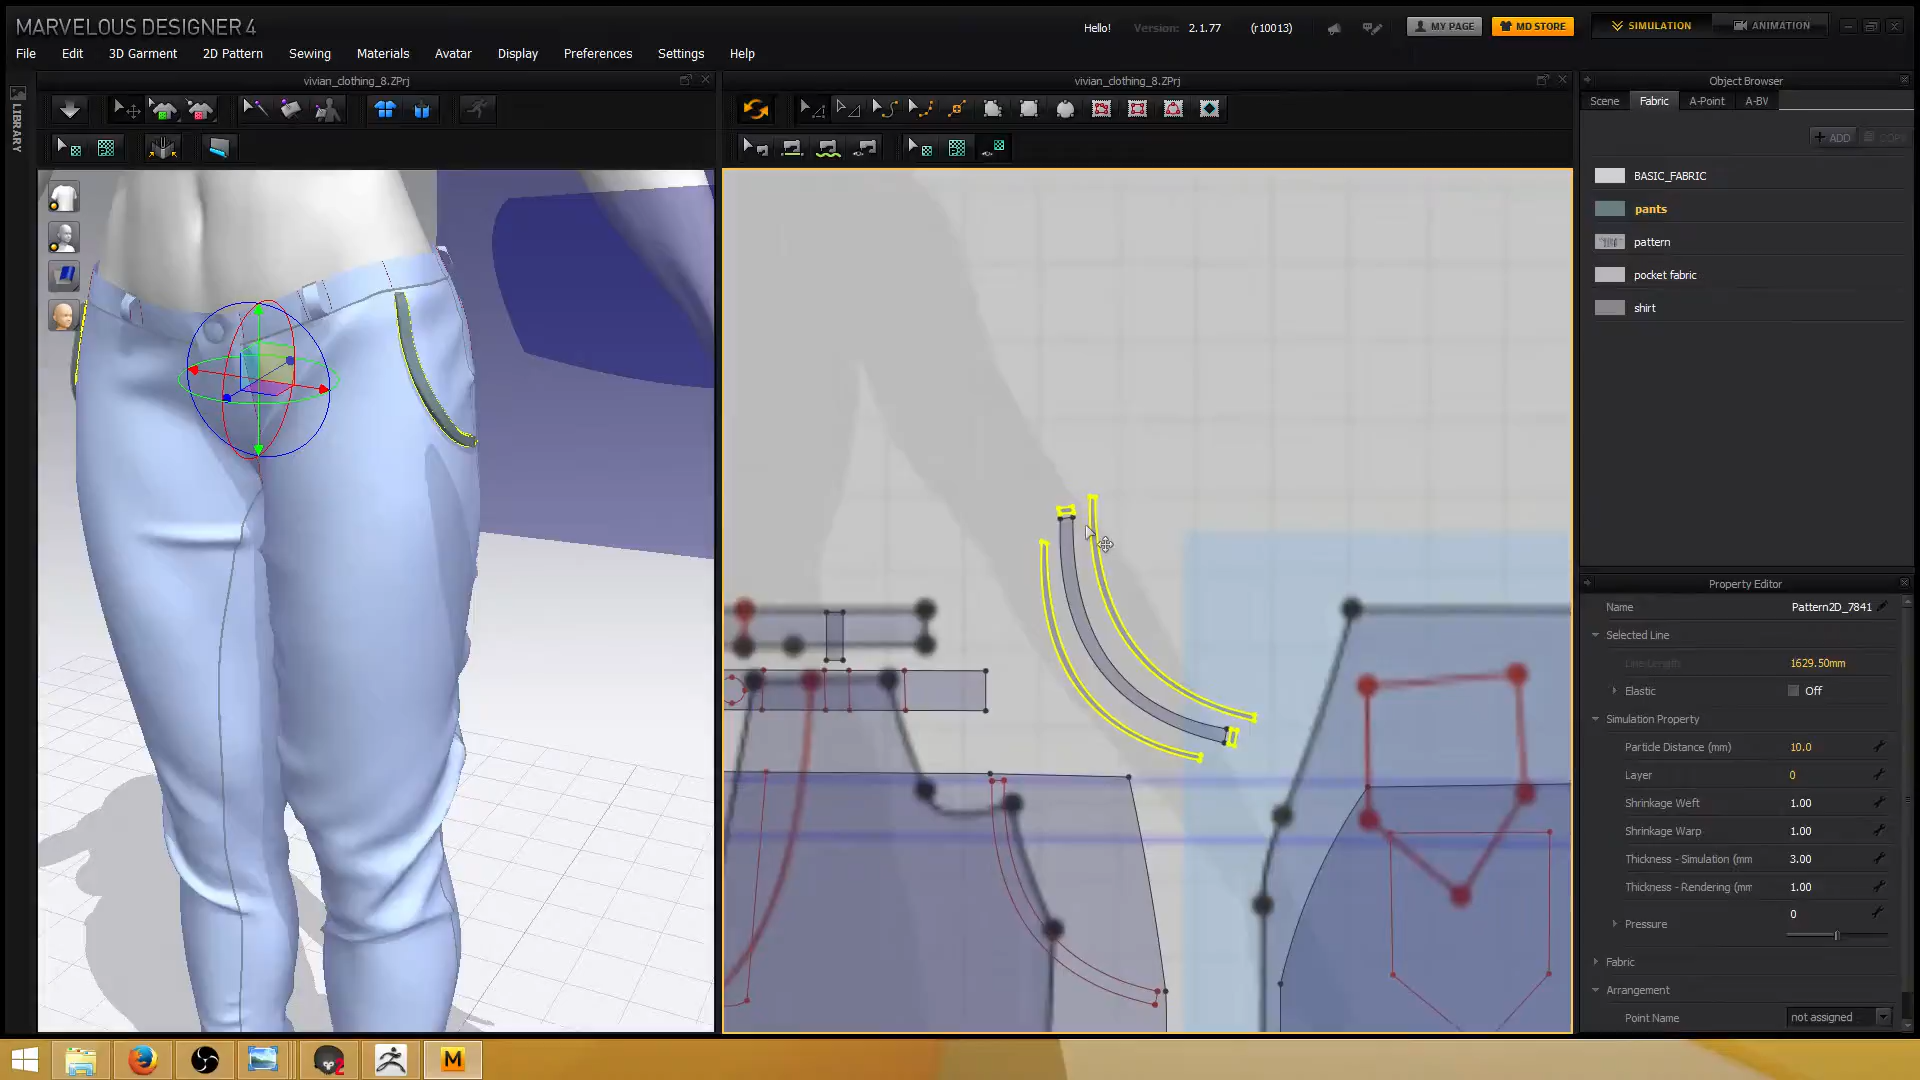 MARVELOUS DESIGNER 4
Hello!
Version: 2.1.77 (r10013)
MY PAGE
MD STORE
SIMULATION
ANIMATION
File Edit 3D Garment 2D Pattern Sewing Materials Avatar Display Preferences Settings Help
LIBRARY
vivian_clothing_8.ZPrj
vivian_clothing_8.ZPrj
Object Browser
Scene Fabric A-Point A-BV
+ ADD COPY
BASIC_FABRIC
pants
pattern
pocket fabric
shirt
Property Editor
Name Pattern2D_7841
Selected Line
Line Length 1629.50mm
Elastic Off
Simulation Property
Particle Distance (mm) 10.0
Layer 0
Shrinkage Weft 1.00
Shrinkage Warp 1.00
Thickness - Simulation (mm 3.00
Thickness - Rendering (mm 1.00
Pressure 0
Fabric
Arrangement
Point Name not assigned
2
M